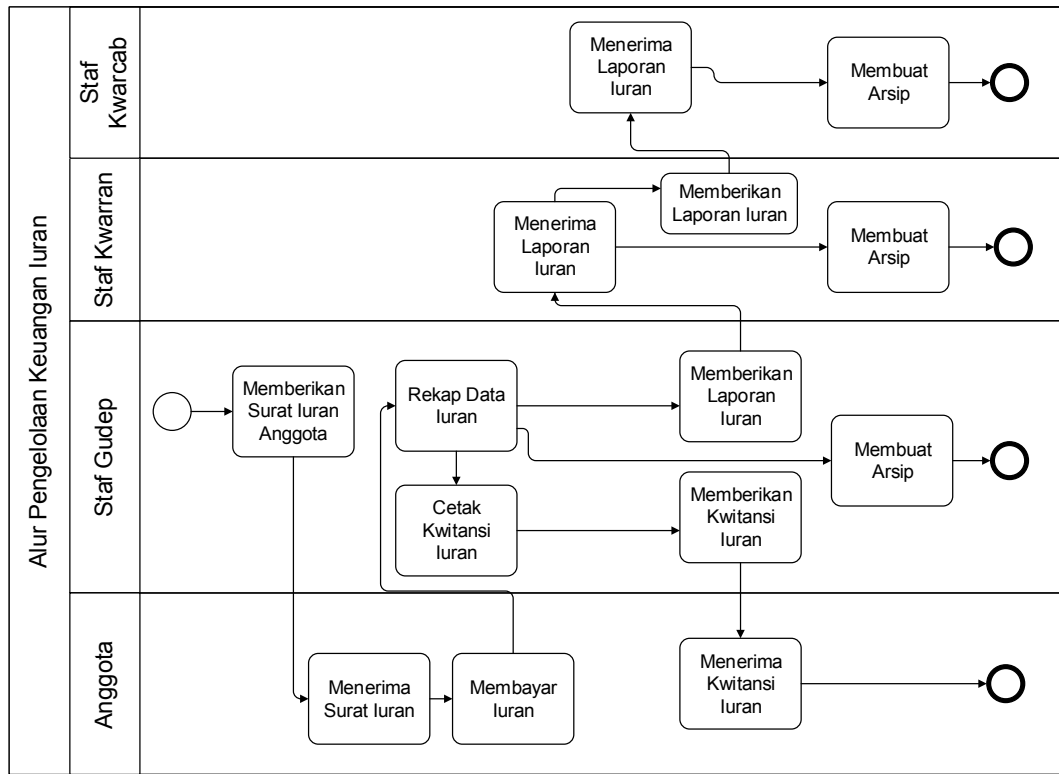 Alur Pengelolaan Keuangan Iuran
Staf
Kwarcab
Menerima
Laporan
Iuran
Membuat
Arsip
Staf Kwarran
Menerima
Laporan
Iuran
Memberikan
Laporan Iuran
Membuat
Arsip
Staf Gudep
Memberikan
Surat Iuran
Anggota
Rekap Data
Iuran
Memberikan
Laporan
Iuran
Membuat
Arsip
Cetak
Kwitansi
Iuran
Memberikan
Kwitansi
Iuran
Anggota
Menerima
Surat Iuran
Membayar
Iuran
Menerima
Kwitansi
Iuran